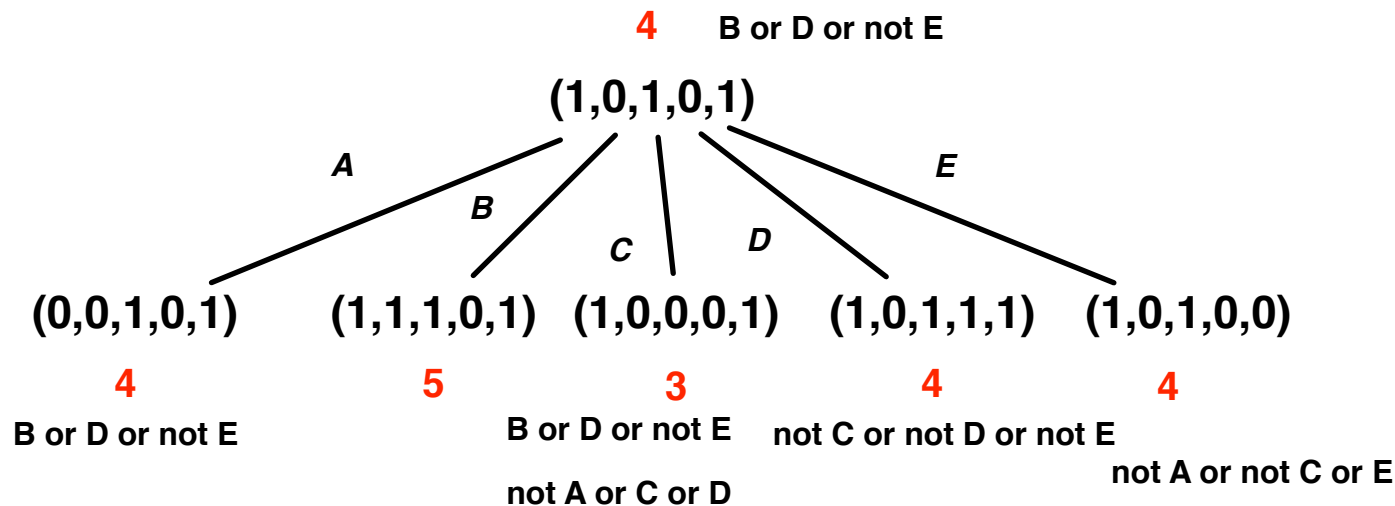 4 B or D or not E
(1,0,1,0,1)
A
B
C
D
E
(0,0,1,0,1) (1,1,1,0,1) (1,0,0,0,1) (1,0,1,1,1) (1,0,1,0,0)
4 5 3 4 4
B or D or not E B or D or not E not C or not D or not E
not A or not C or E
not A or C or D